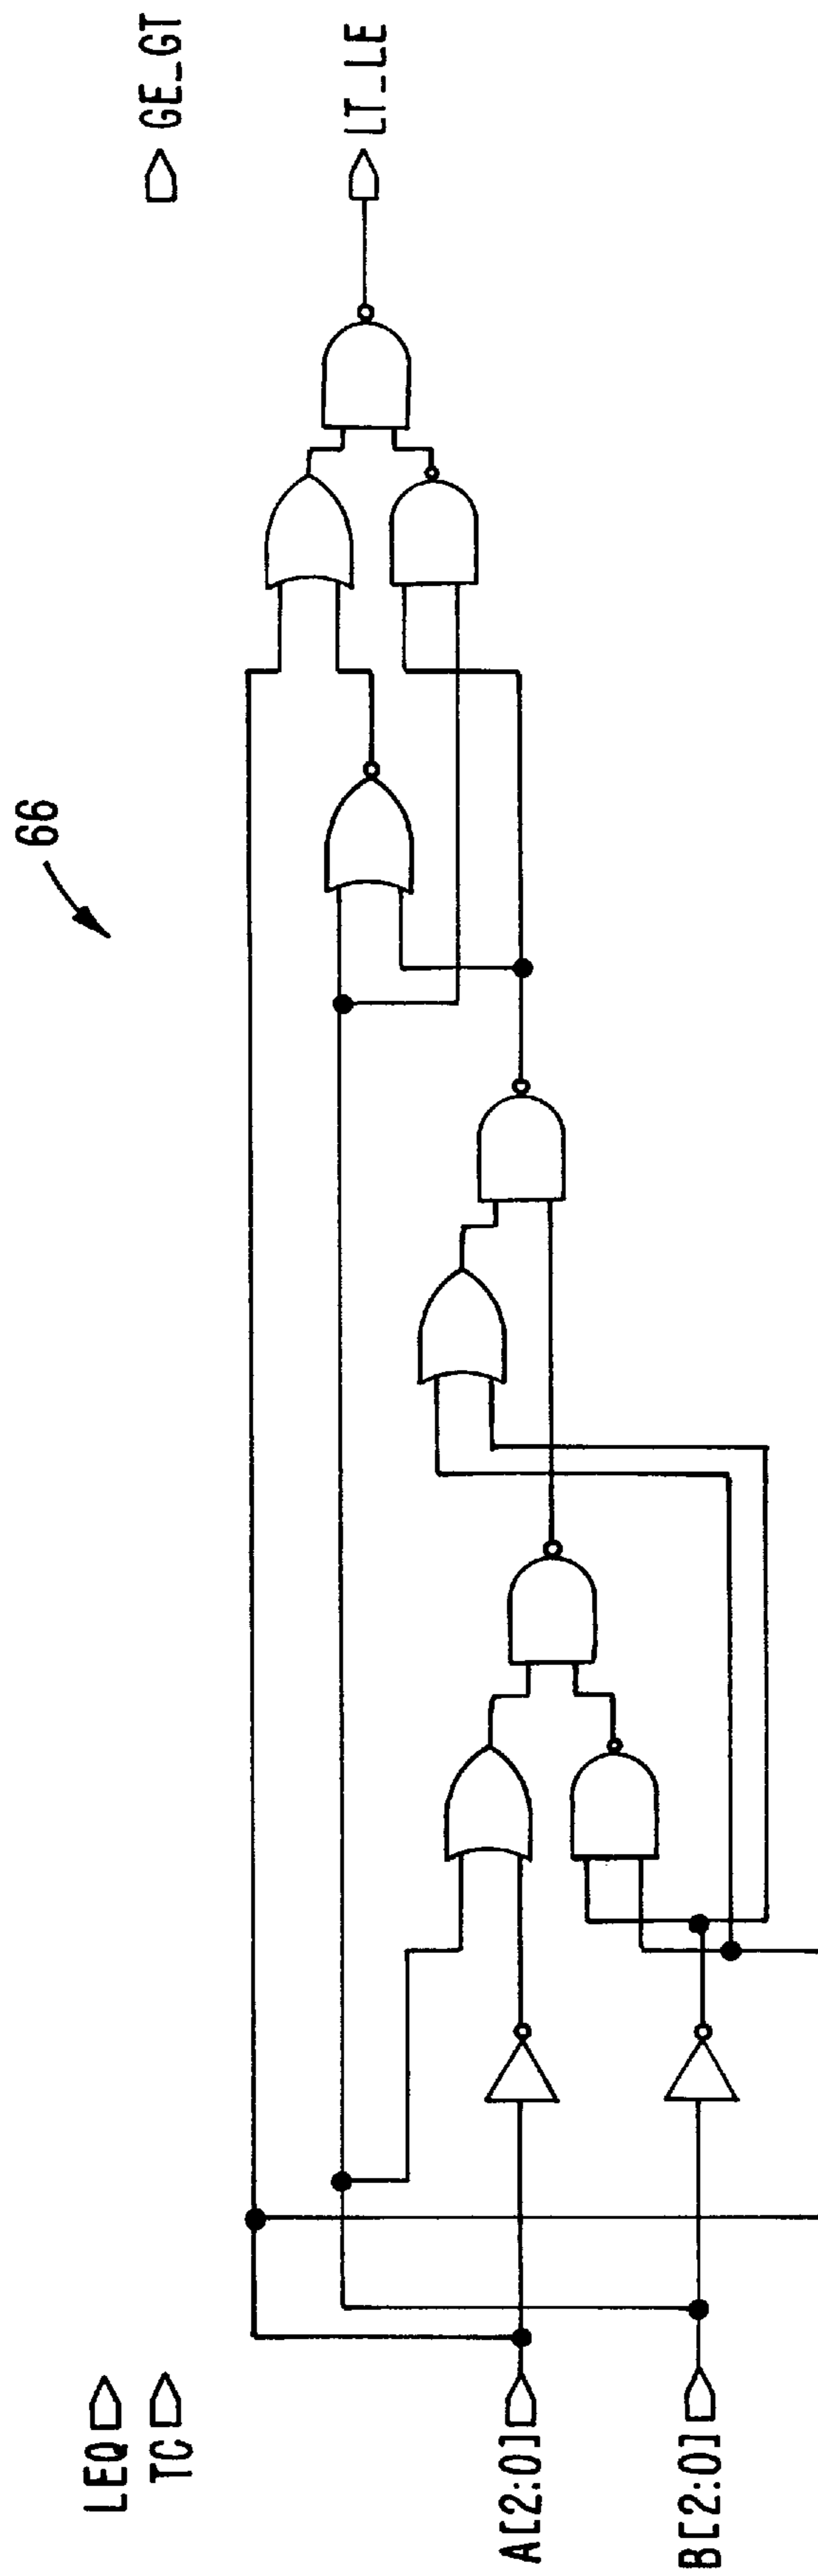 66
GE_GT
LT_LE
LEQ
TC
A[2:0]
B[2:0]